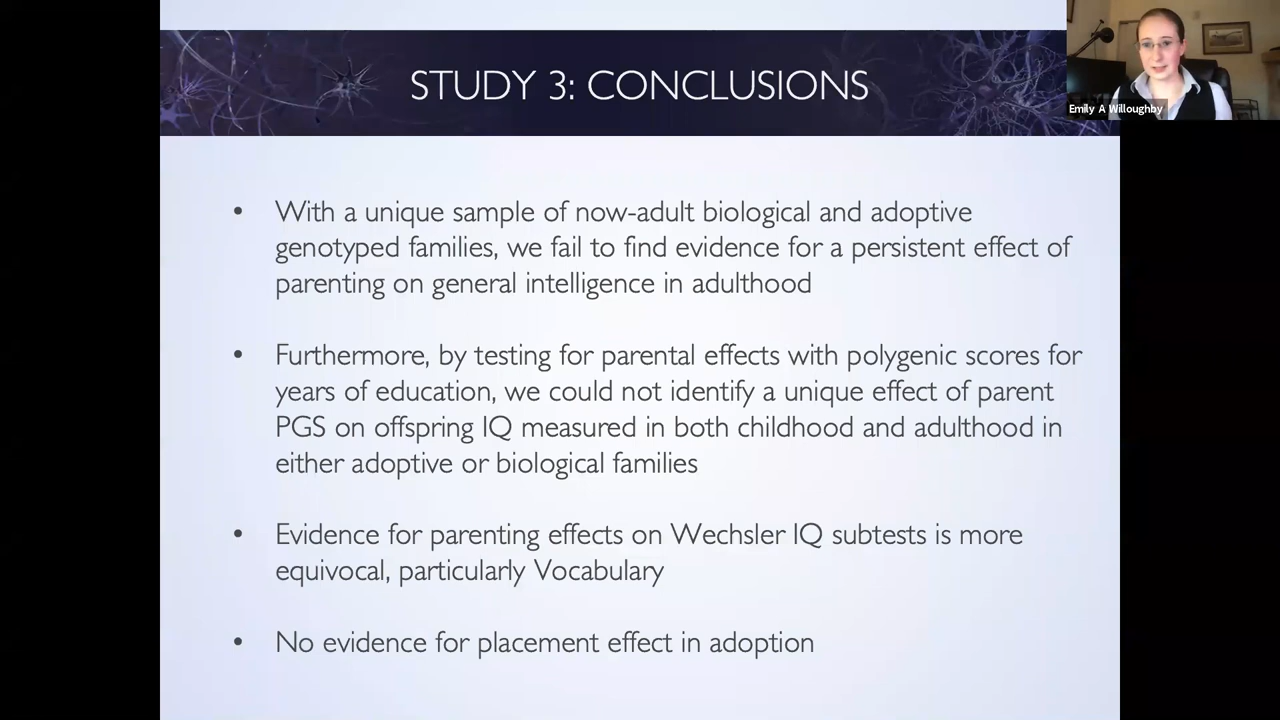 STUDY 3: CONCLUSIONS
Emily A Willoughby
• With a unique sample of now-adult biological and adoptive
genotyped families, we fail to find evidence for a persistent effect of
parenting on general intelligence in adulthood
• Furthermore, by testing for parental effects with polygenic scores for
years of education, we could not identify a unique effect of parent
PGS on offspring IQ measured in both childhood and adulthood in
either adoptive or biological families
• Evidence for parenting effects on Wechsler IQ subtests is more
equivocal, particularly Vocabulary
• No evidence for placement effect in adoption